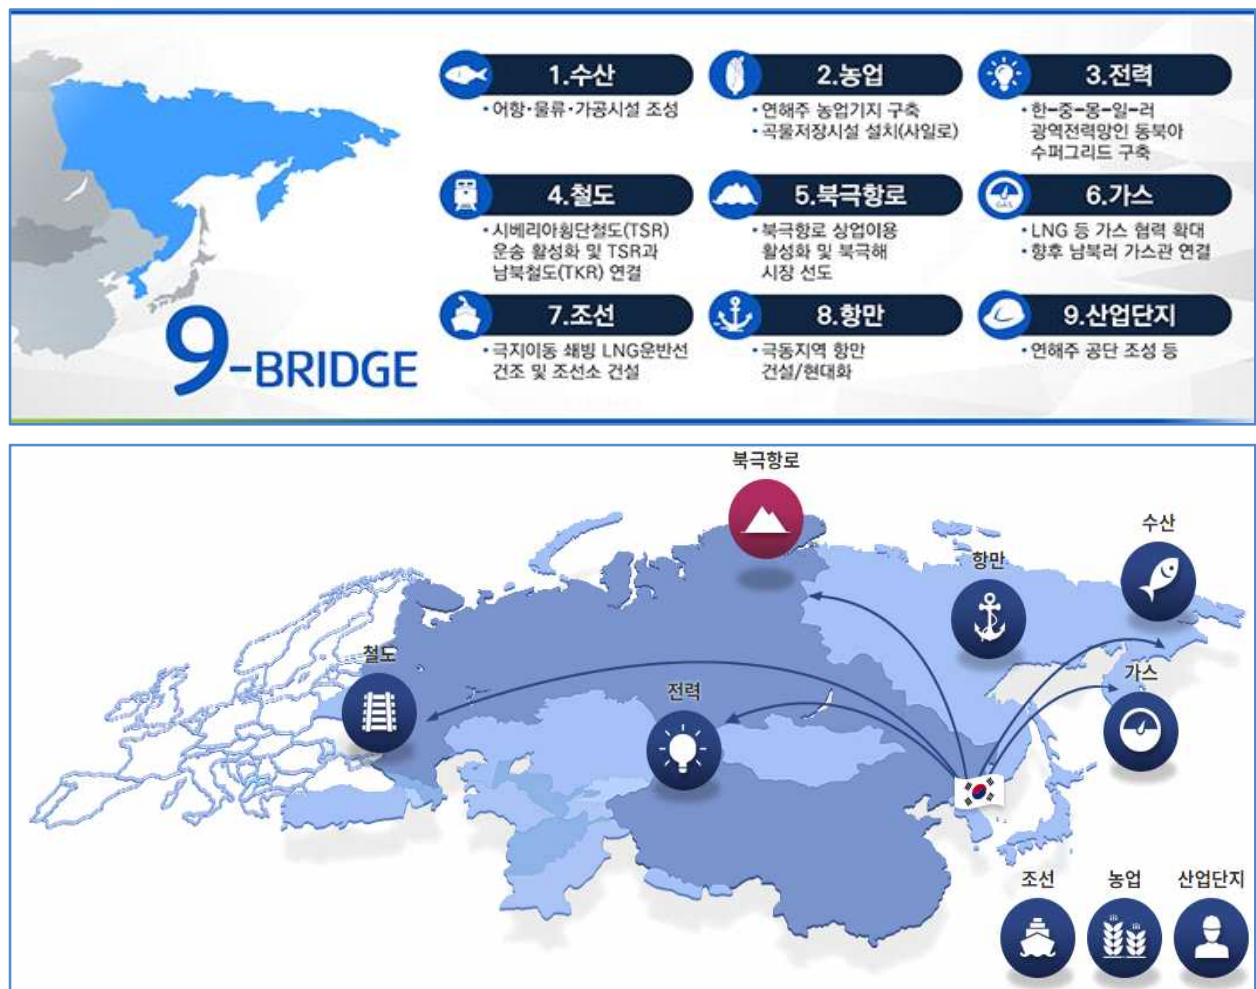 1.수산
• 어항·물류·가공시설 조성
2.농업
• 연해주 농업기지 구축
• 곡물저장시설 설치(사일로)
3.전력
• 한-중-몽-일-러
광역전력망인 동북아
수퍼그리드 구축
4.철도
• 시베리아횡단철도(TSR)
운송 활성화 및 TSR과
남북철도(TKR) 연결
5.북극항로
• 북극항로 상업이용
활성화 및 북극해
시장 선도
GAS
6.가스
• LNG 등 가스 협력 확대
• 향후 남북러 가스관 연결
7.조선
• 극지이동 쇄빙 LNG운반선
건조 및 조선소 건설
8.항만
• 극동지역 항만
건설/현대화
9.산업단지
• 연해주 공단 조성 등
9-BRIDGE
북극항로
수산
항만
철도
가스
전력
조선
농업
산업단지